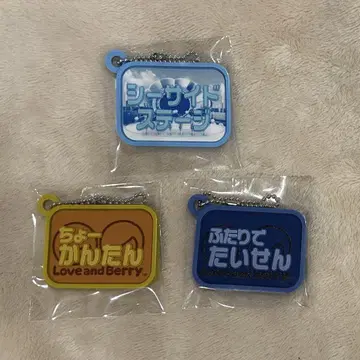 シーサイド
ステージ
ちょー
かんたん
Love and Berry
ふたりで
たいせん